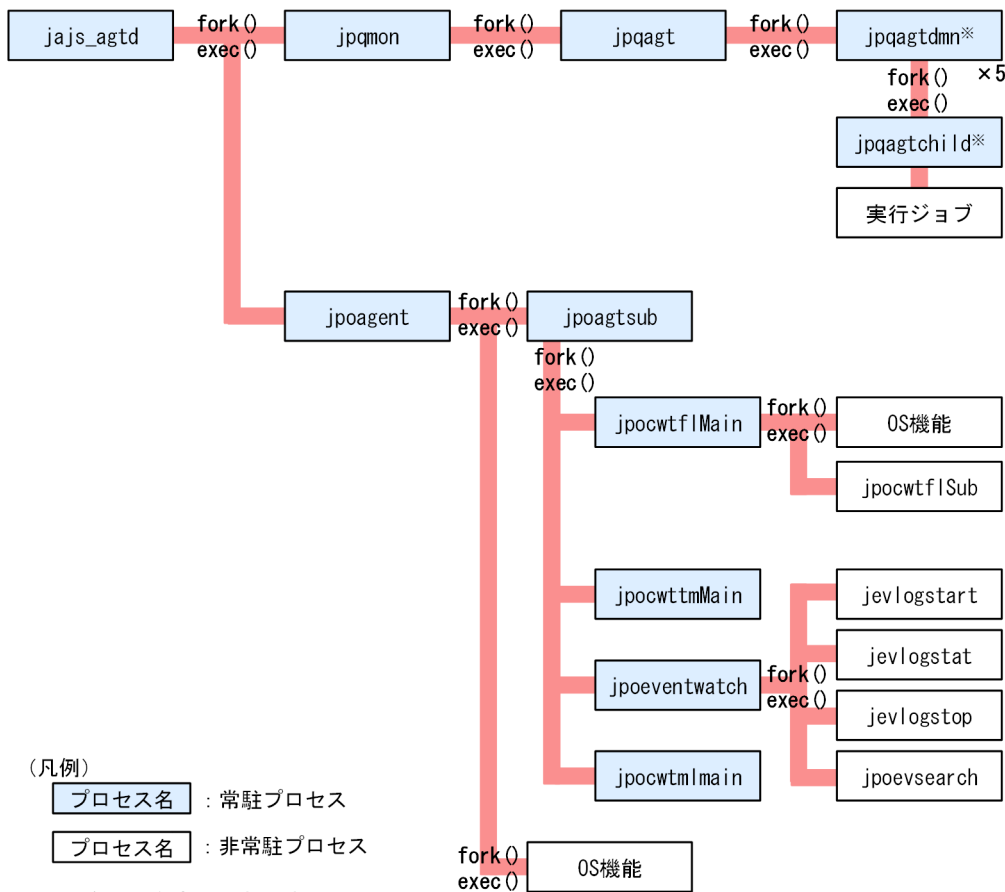 jajs_agtd
fork()
exec()
jpqmon
fork()
exec()
jpqagt
fork()
exec()
jpqagtdmn※
×5
fork()
exec()
jpqagtchild※
実行ジョブ
jpoagent
fork()
exec()
jpoagtsub
fork()
exec()
jpocwtflMain
fork()
exec()
OS機能
jpocwtflSub
jpocwttmMain
jevlogstart
jevlogstat
jpoeventwatch
fork()
exec()
jevlogstop
jpocwtmlmain
jpoevsearch
(凡例)
プロセス名 : 常駐プロセス
プロセス名 : 非常駐プロセス
fork()
exec()
OS機能